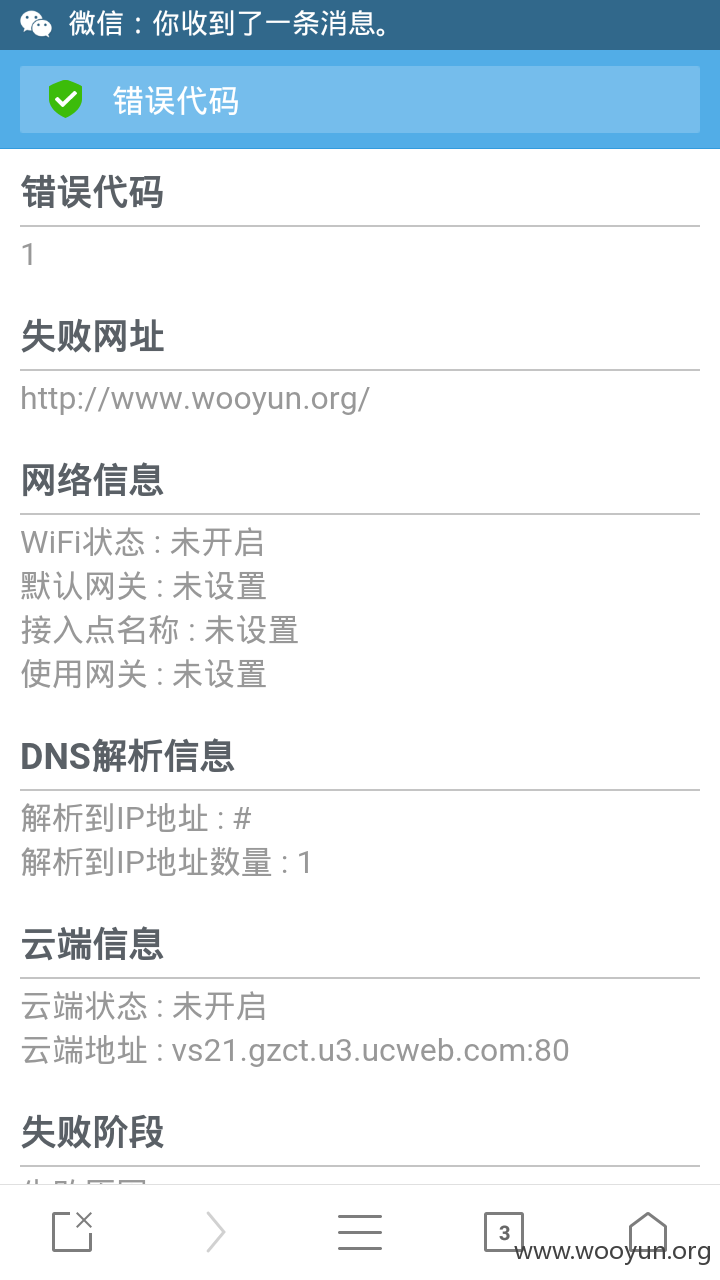 微信：你收到了一条消息。
错误代码
错误代码
1
失败网址
http://www.wooyun.org/
网络信息
WiFi状态 : 未开启
默认网关 : 未设置
接入点名称 : 未设置
使用网关 : 未设置
DNS解析信息
解析到IP地址 : #
解析到IP地址数量 : 1
云端信息
云端状态 : 未开启
云端地址 : vs21.gzct.u3.ucweb.com:80
失败阶段
3
www.wooyun.org